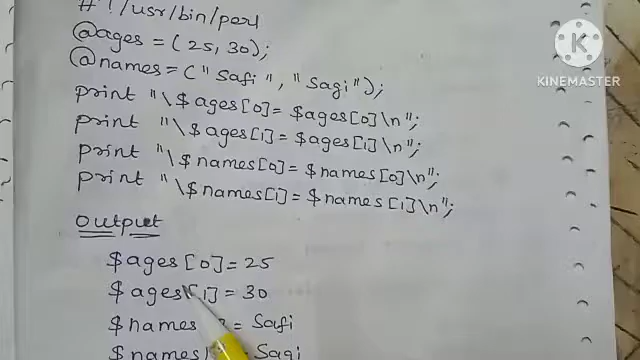 #!/usr/bin/perl
@ages = (25, 30);
@names = ("Safi", "Sagi");
print "\$ages[0] = $ages[0]\n";
print "\$ages[1] = $ages[1]\n";
print "\$names[0] = $names[0]\n";
print "\$names[1] = $names[1]\n";
Output
$ages[0] = 25
$ages[1] = 30
$names = Safi
$names = Sagi
K
KINEMASTER